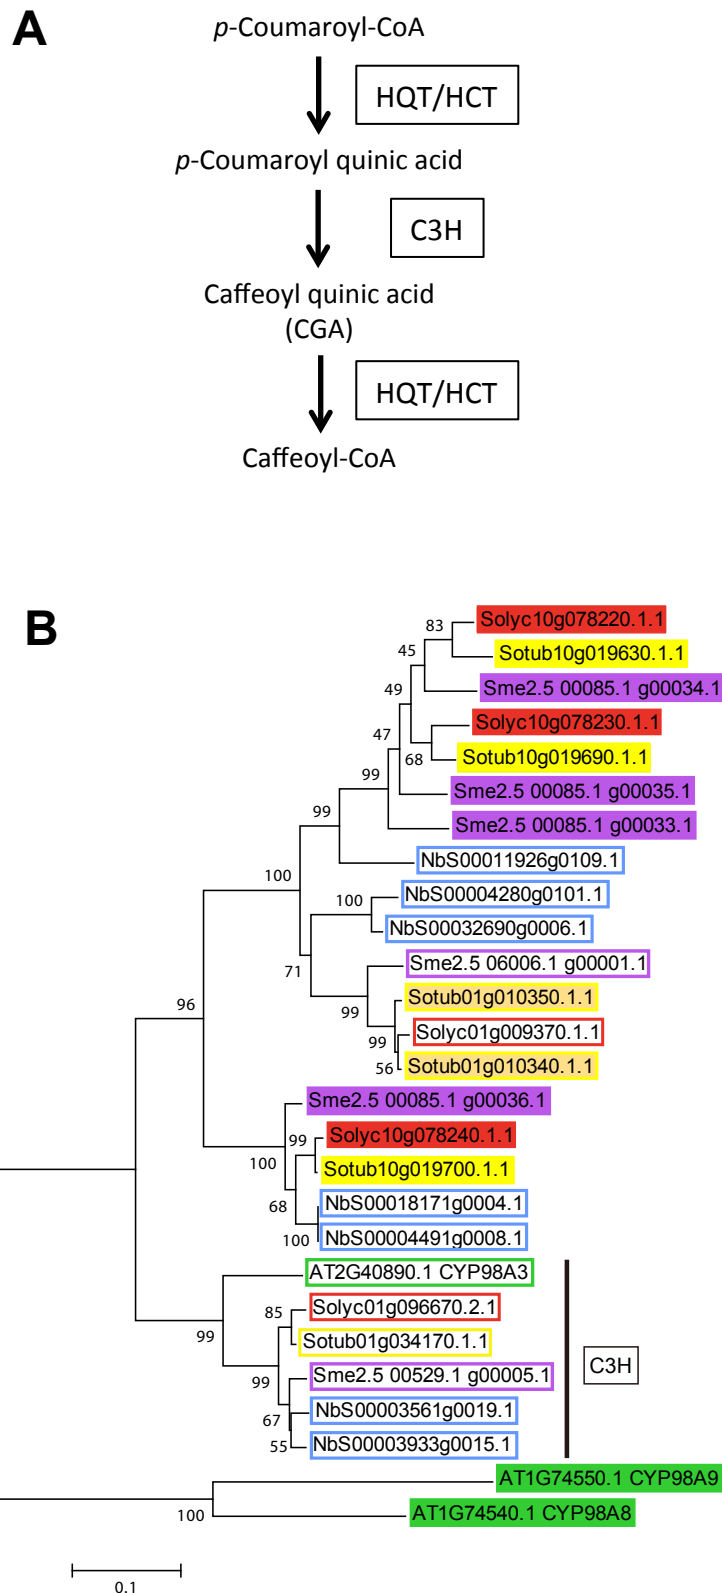 A
p-Coumaroyl-CoA
HQT/HCT
p-Coumaroyl quinic acid
C3H
Caffeoyl quinic acid
(CGA)
HQT/HCT
Caffeoyl-CoA
B
83
Solyc10g078220.1.1
45
Sotub10g019630.1.1
49
Sme2.5 00085.1 g00034.1
47
Solyc10g078230.1.1
68
Sotub10g019690.1.1
99
Sme2.5 00085.1 g00035.1
99
Sme2.5 00085.1 g00033.1
NbS00011926g0109.1
100
100
NbS00004280g0101.1
NbS00032690g0006.1
71
Sme2.5 06006.1 g00001.1
96
99
Sotub01g010350.1.1
99
Solyc01g009370.1.1
56
Sotub01g010340.1.1
Sme2.5 00085.1 g00036.1
99
Solyc10g078240.1.1
100
Sotub10g019700.1.1
68
NbS00018171g0004.1
100
NbS00004491g0008.1
AT2G40890.1 CYP98A3
85
Solyc01g096670.2.1
99
Sotub01g034170.1.1
C3H
99
Sme2.5 00529.1 g00005.1
67
NbS00003561g0019.1
55
NbS00003933g0015.1
AT1G74550.1 CYP98A9
100
AT1G74540.1 CYP98A8
0.1